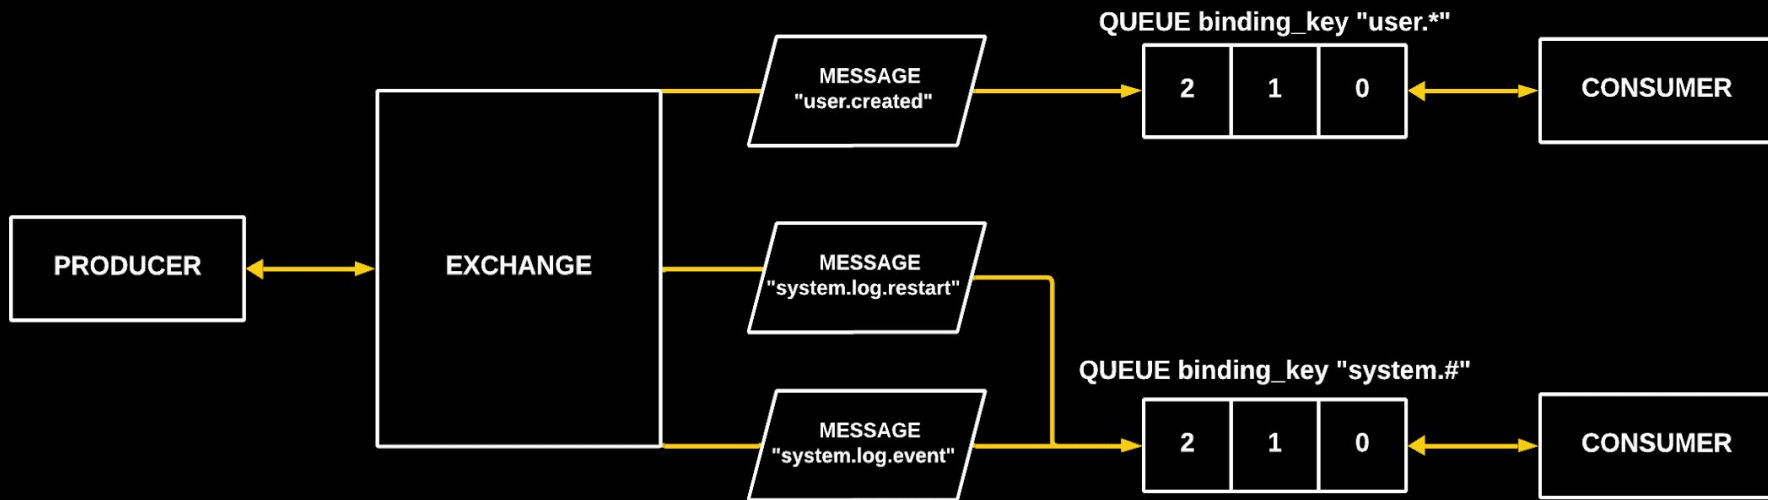 QUEUE binding_key "user.*"
MESSAGE
"user.created"
2 1 0
CONSUMER
PRODUCER
EXCHANGE
MESSAGE
"system.log.restart"
QUEUE binding_key "system.#"
MESSAGE
"system.log.event"
2 1 0
CONSUMER